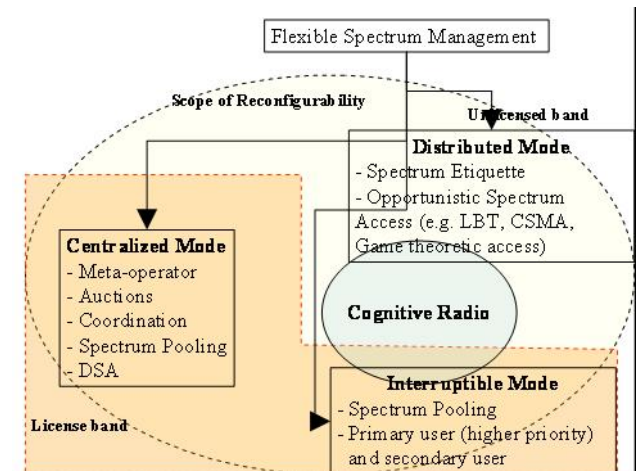 Flexible Spectrum Management
Scope of Reconfigurability
Unlicensed band
Distributed Mode
- Spectrum Etiquette
- Opportunistic Spectrum
Access (e.g. LBT, CSMA,
Game theoretic access)
Centralized Mode
- Meta-operator
- Auctions
- Coordination
- Spectrum Pooling
- DSA
Cognitive Radio
Interruptible Mode
- Spectrum Pooling
- Primary user (higher priority)
and secondary user
License band